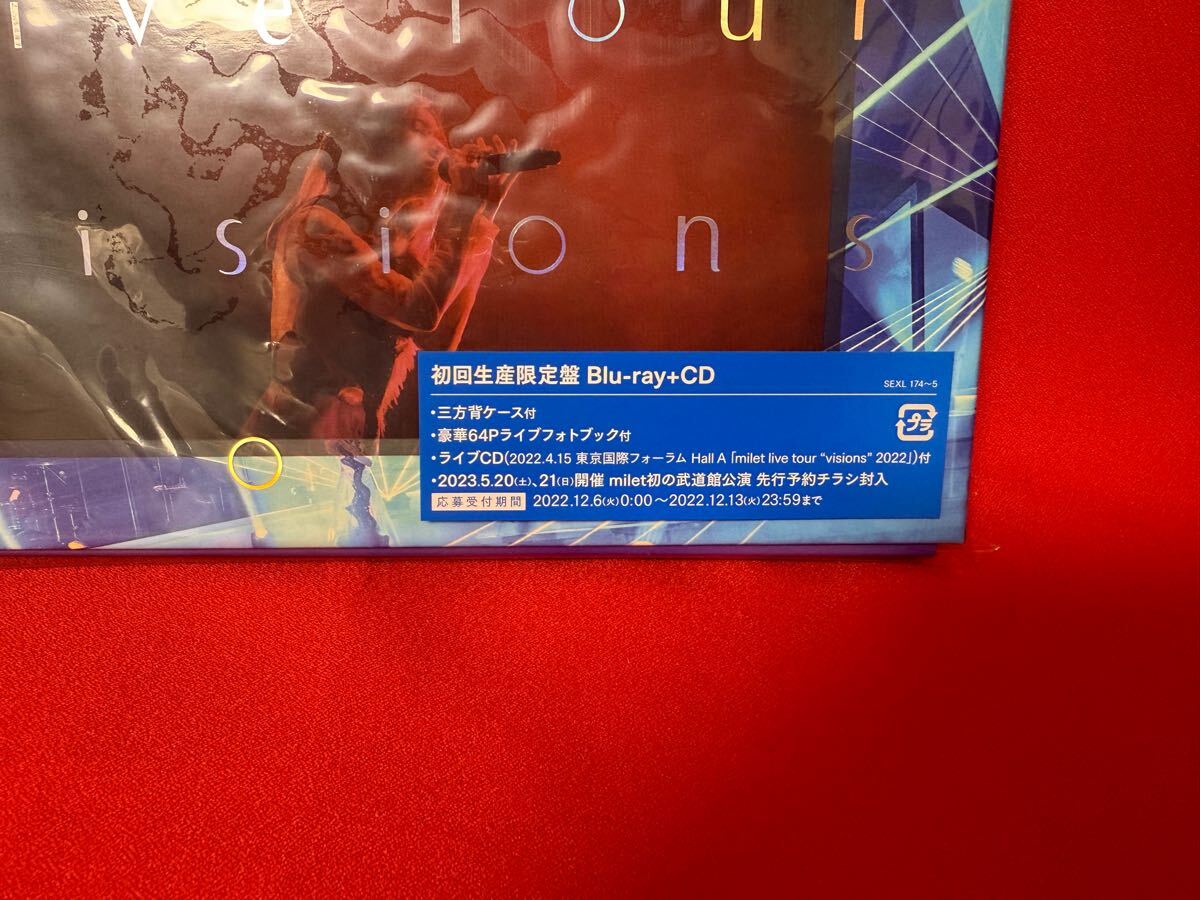 ive Tour
isions
初回生産限定盤 Blu-ray+CD
SEXL 174〜5
・三方背ケース付
・豪華64Pライブフォトブック付
プラ
・ライブCD(2022.4.15 東京国際フォーラム Hall A「milet live tour “visions” 2022」)付
・2023.5.20(土)、21(日)開催 milet初の武道館公演 先行予約チラシ封入
応募受付期間 2022.12.6(火)0:00〜2022.12.13(火)23:59まで